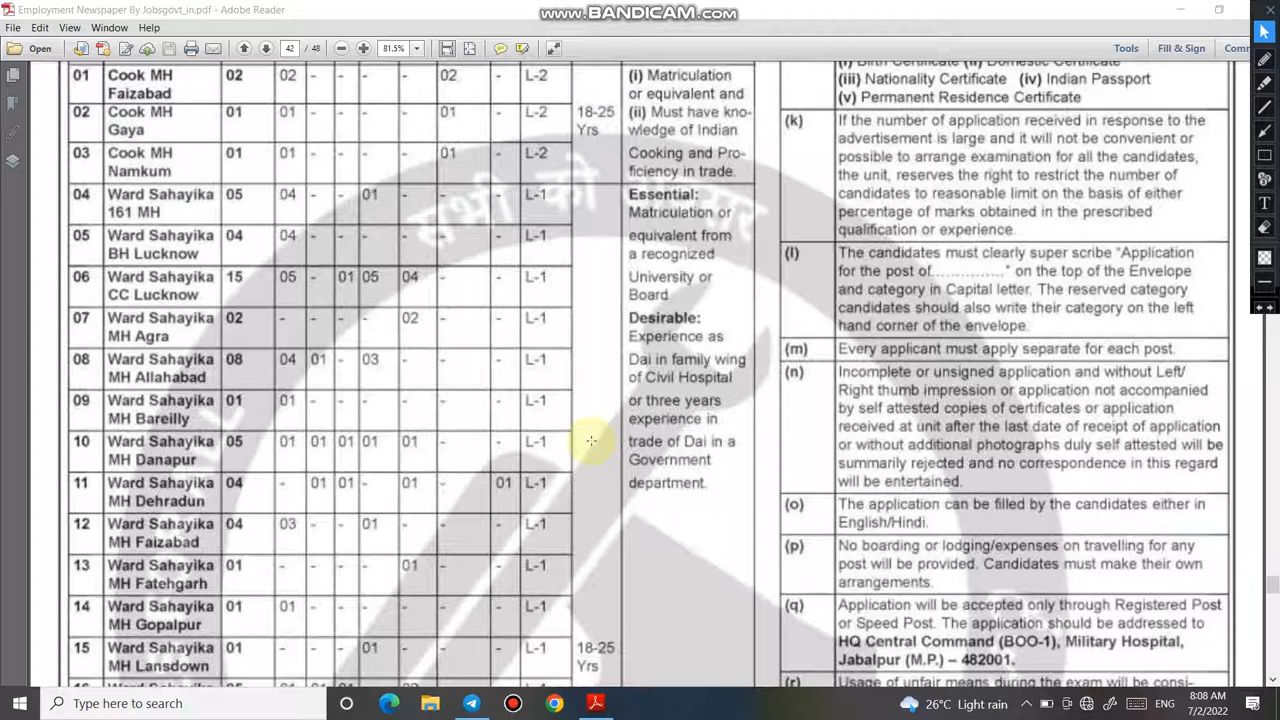 Employment Newspaper By Jobsgovt_in.pdf - Adobe Reader
www.BANDICAM.com
File Edit View Window Help
Open 42 / 48 81.5% Tools Fill & Sign
01 Cook MH Faizabad 02 02 - - - 02 - L-2
02 Cook MH Gaya 01 01 - - - 01 - L-2
03 Cook MH Namkum 01 01 - - - 01 - L-2
04 Ward Sahayika 161 MH 05 04 - - 01 - - - L-1
05 Ward Sahayika BH Lucknow 04 04 - - - - - - L-1
06 Ward Sahayika CC Lucknow 15 05 - 01 05 04 - - L-1
07 Ward Sahayika MH Agra 02 - - - - 02 - - L-1
08 Ward Sahayika MH Allahabad 08 04 01 - 03 - - - L-1
09 Ward Sahayika MH Bareilly 01 01 - - - - - - L-1
10 Ward Sahayika MH Danapur 05 01 01 01 01 01 - - L-1
11 Ward Sahayika MH Dehradun 04 - 01 01 - 01 - 01 L-1
12 Ward Sahayika MH Faizabad 04 03 - - 01 - - - L-1
13 Ward Sahayika MH Fatehgarh 01 - - - - 01 - - L-1
14 Ward Sahayika MH Gopalpur 01 01 - - - - - - L-1
15 Ward Sahayika MH Lansdown 01 - - - 01 - - - L-1
18-25
Yrs
18-25
Yrs
(i) Matriculation
or equivalent and
(ii) Must have kno-
wledge of Indian
Cooking and Pro-
ficiency in trade.
Essential:
Matriculation or
equivalent from
a recognized
University or
Board
Desirable:
Experience as
Dai in family wing
of Civil Hospital
or three years
experience in
trade of Dai in a
Government
department.
(i) Birth Certificate (ii) Domestic Certificate
(iii) Nationality Certificate (iv) Indian Passport
(v) Permanent Residence Certificate
(k) If the number of application received in response to the
advertisement is large and it will not be convenient or
possible to arrange examination for all the candidates,
the unit, reserves the right to restrict the number of
candidates to reasonable limit on the basis of either
percentage of marks obtained in the prescribed
qualification or experience.
(l) The candidates must clearly super scribe “Application
for the post of……………” on the top of the Envelope
and category in Capital letter. The reserved category
candidates should also write their category on the left
hand corner of the envelope.
(m) Every applicant must apply separate for each post.
(n) Incomplete or unsigned application and without Left/
Right thumb impression or application not accompanied
by self attested copies of certificates or application
received at unit after the last date of receipt of application
or without additional photographs duly self attested will be
summarily rejected and no correspondence in this regard
will be entertained.
(o) The application can be filled by the candidates either in
English/Hindi.
(p) No boarding or lodging/expenses on travelling for any
post will be provided. Candidates must make their own
arrangements.
(q) Application will be accepted only through Registered Post
or Speed Post. The application should be addressed to
HQ Central Command (BOO-1), Military Hospital,
Jabalpur (M.P.) – 482001.
(r) Usage of unfair means during the exam will be consi-
Type here to search
26°C Light rain
ENG
8:08 AM
7/2/2022